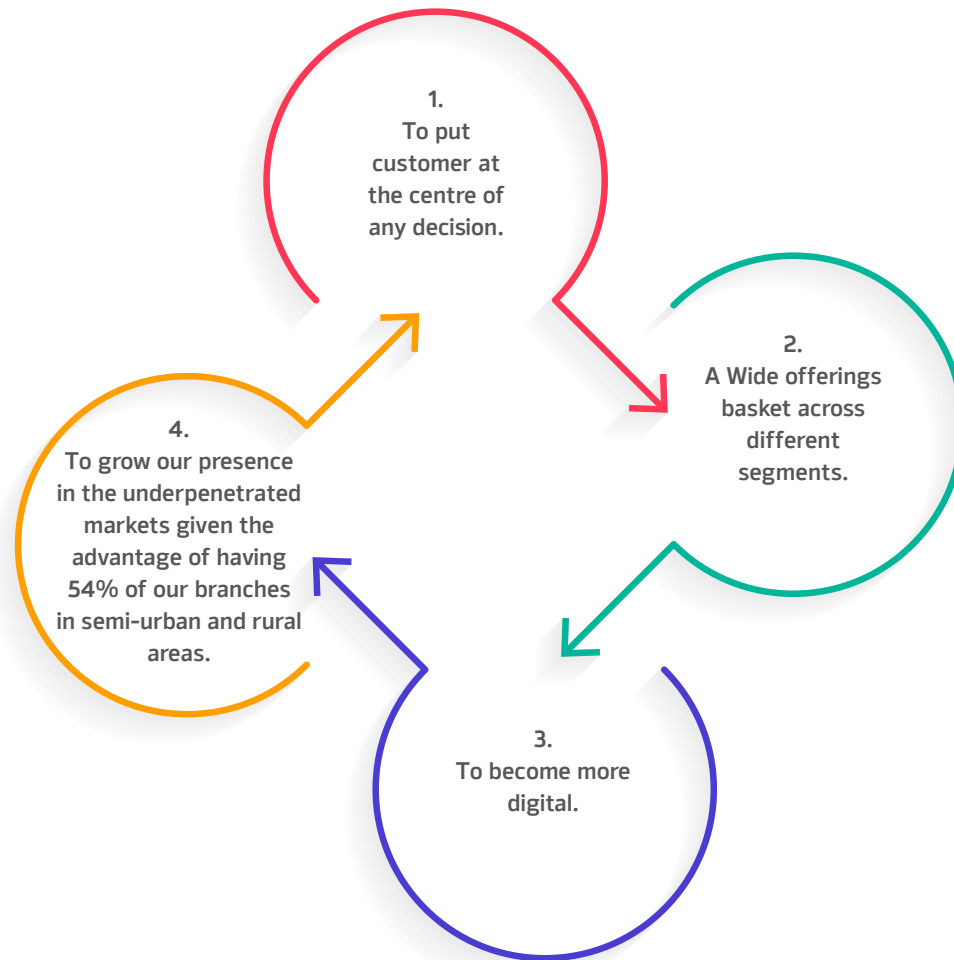 1.
To put
customer at
the centre of
any decision.
2.
A Wide offerings
basket across
different
segments.
3.
To become more
digital.
4.
To grow our presence
in the underpenetrated
markets given the
advantage of having
54% of our branches
in semi-urban and rural
areas.